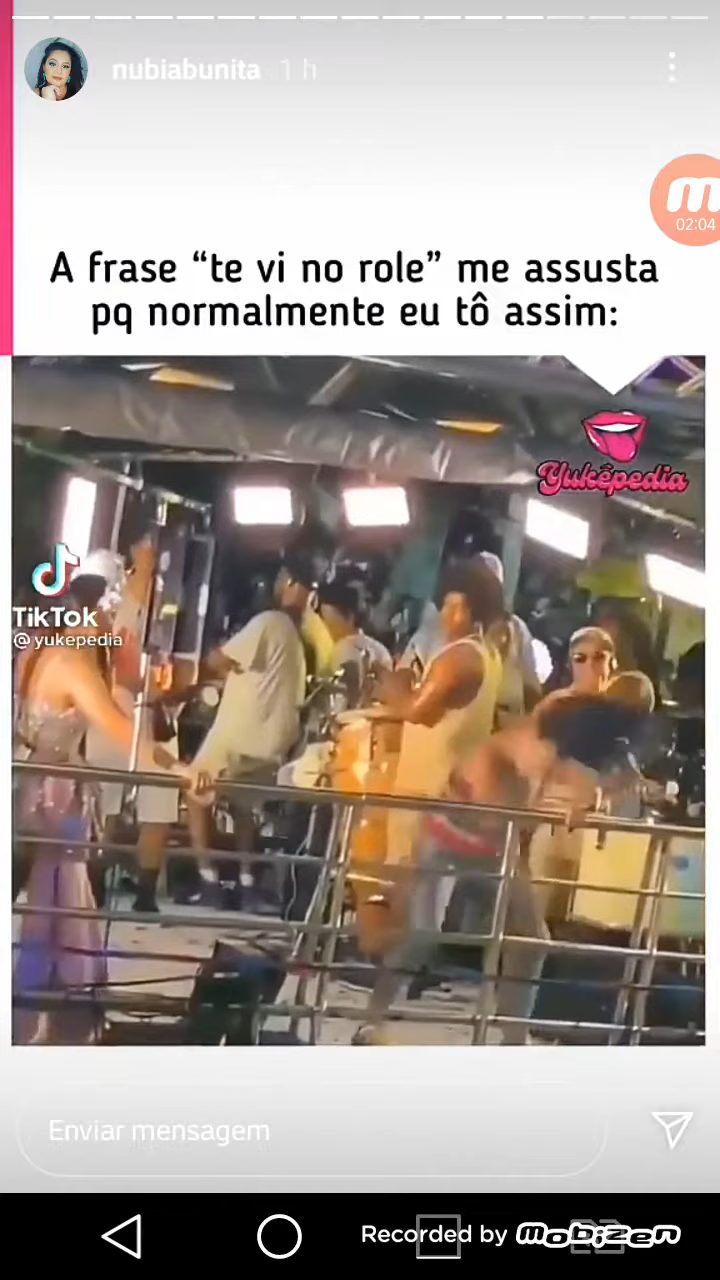 nubiabunita 1 h
02:04
A frase “te vi no role” me assusta
pq normalmente eu tô assim:
Yukêpedia
TikTok
@yukepedia
Enviar mensagem
Recorded by mobizen